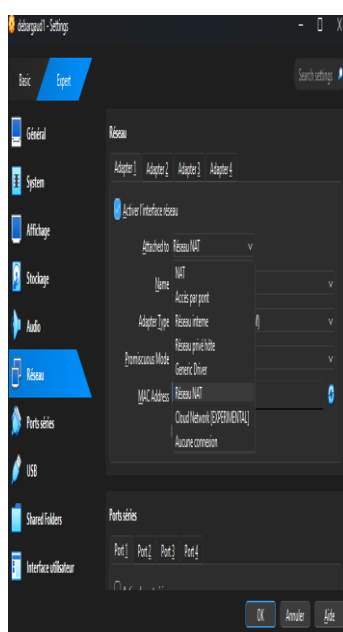 debargaud1 - Settings
Basic
Expert
Search settings
Général
System
Affichage
Stockage
Audio
Réseau
Ports séries
USB
Shared Folders
Interface utilisateur
Réseau
Adapter 1 Adapter 2 Adapter 3 Adapter 4
Activer l'interface réseau
Attached to Réseau NAT
Name
Adapter Type
Promiscuous Mode
MAC Address
NAT
Accès par pont
Réseau interne
Réseau privé hôte
Generic Driver
Réseau NAT
Cloud Network [EXPERIMENTAL]
Aucune connexion
Ports séries
Port 1 Port 2 Port 3 Port 4
OK Annuler Aide